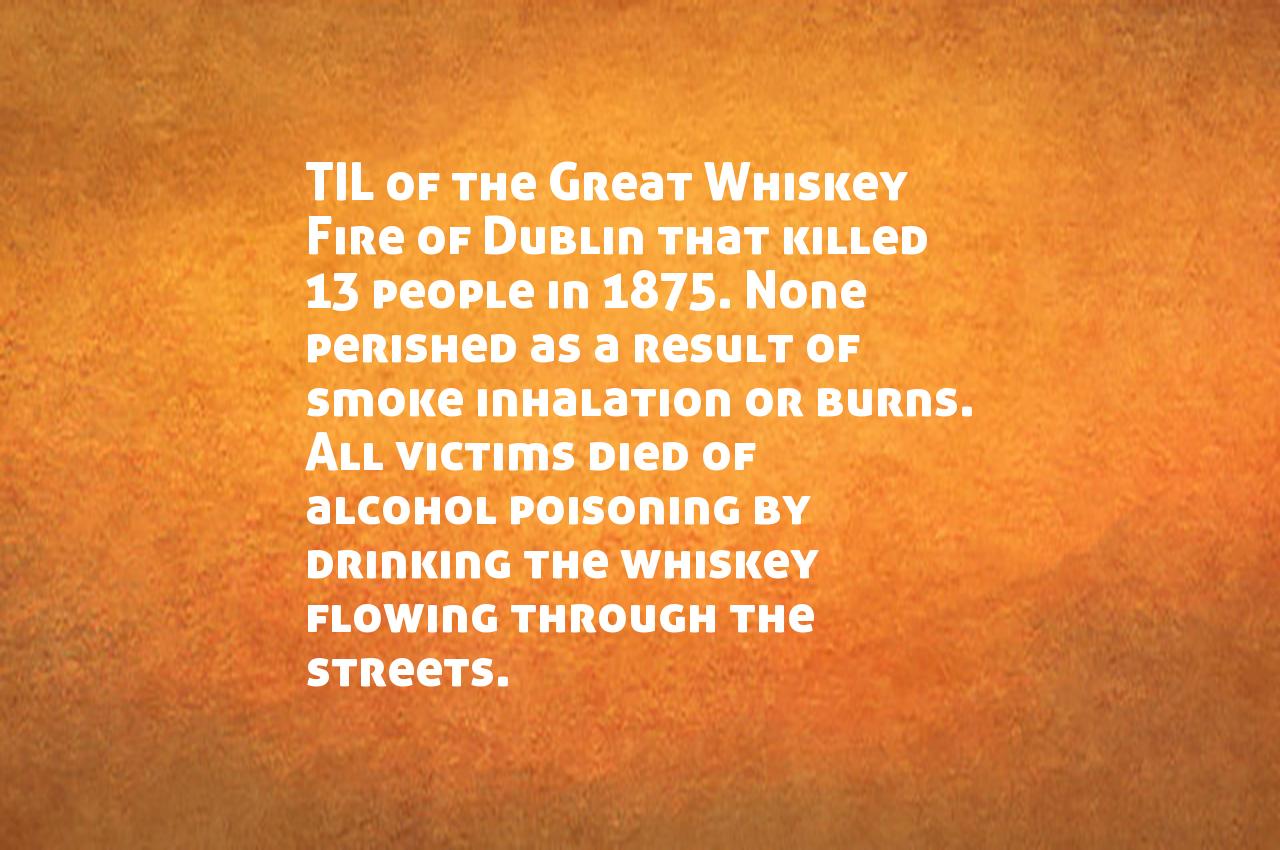 TIL of the Great Whiskey
Fire of Dublin that killed
13 people in 1875. None
perished as a result of
smoke inhalation or burns.
All victims died of
alcohol poisoning by
drinking the whiskey
flowing through the
streets.